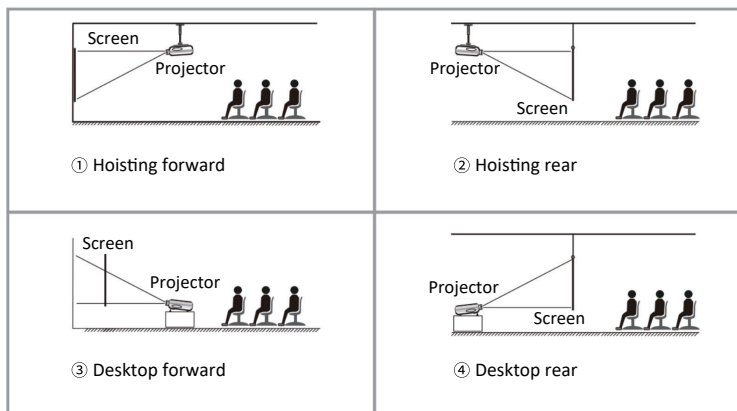 Screen
Projector
① Hoisting forward
Projector
Screen
② Hoisting rear
Screen
Projector
③ Desktop forward
Projector
Screen
④ Desktop rear